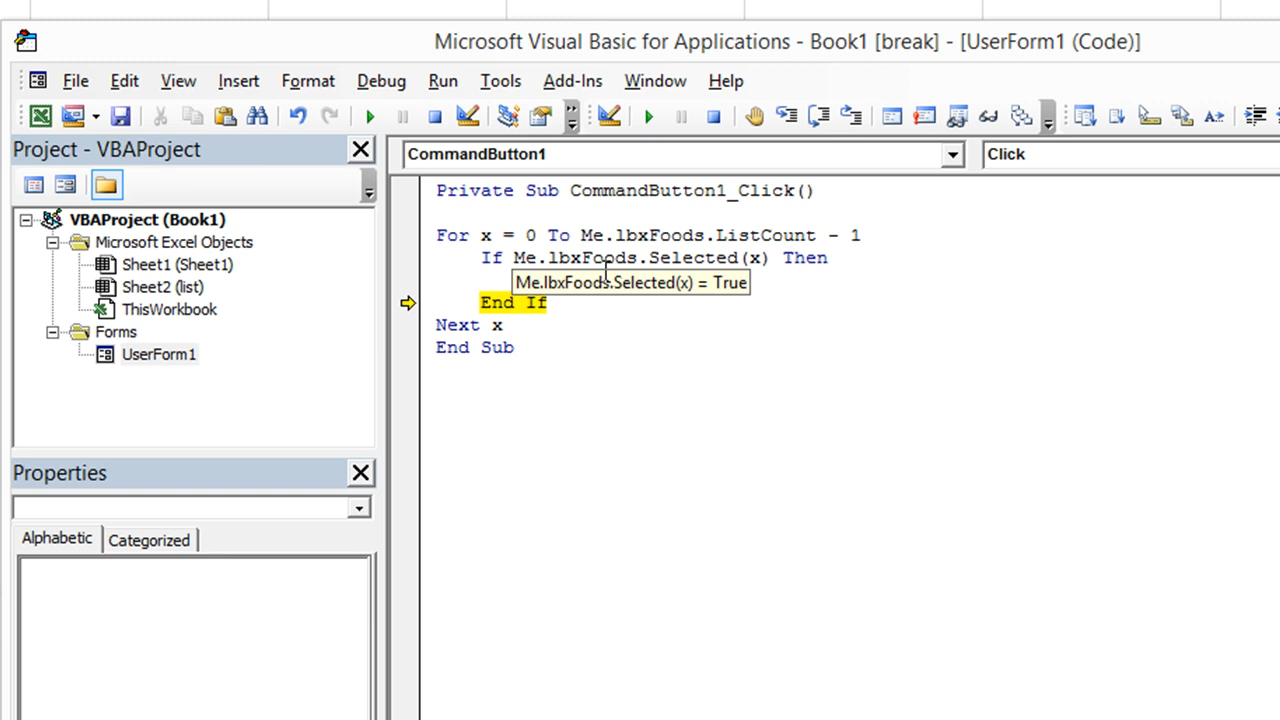 Microsoft Visual Basic for Applications - Book1 [break] - [UserForm1 (Code)]
File Edit View Insert Format Debug Run Tools Add-Ins Window Help
Project - VBAProject
CommandButton1
Click
VBAProject (Book1)
Microsoft Excel Objects
Sheet1 (Sheet1)
Sheet2 (list)
ThisWorkbook
Forms
UserForm1
Private Sub CommandButton1_Click()
For x = 0 To Me.lbxFoods.ListCount - 1
If Me.lbxFoods.Selected(x) Then
Me.lbxFoods.Selected(x) = True
End If
Next x
End Sub
Properties
Alphabetic Categorized